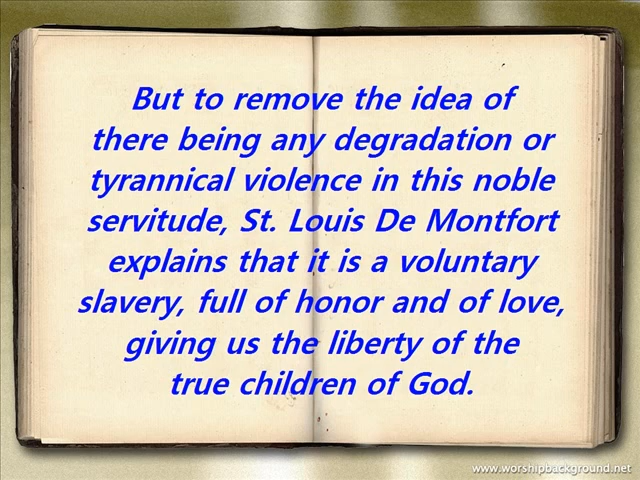 But to remove the idea of
there being any degradation or
tyrannical violence in this noble
servitude, St. Louis De Montfort
explains that it is a voluntary
slavery, full of honor and of love,
giving us the liberty of the
true children of God.
www.worshipbackground.net